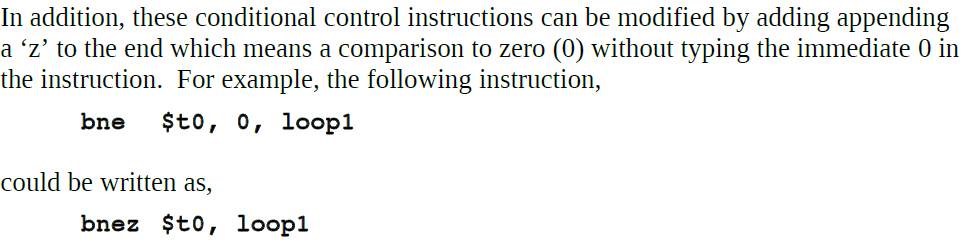 In addition, these conditional control instructions can be modified by adding appending
a ‘z’ to the end which means a comparison to zero (0) without typing the immediate 0 in
the instruction.  For example, the following instruction,
bne   $t0, 0, loop1
could be written as,
bnez  $t0, loop1